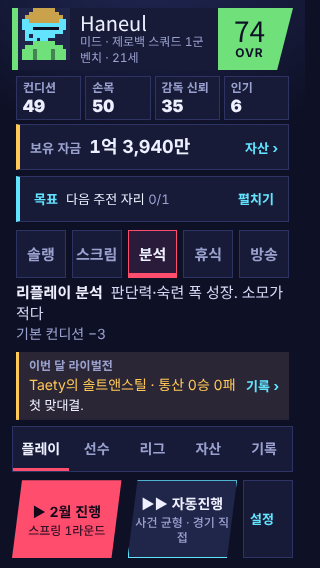 Haneul
미드 · 제로백 스쿼드 1군
벤치 · 21세
74
OVR
컨디션
49
손목
50
감독 신뢰
35
인기
6
보유 자금 1억 3,940만 자산 ›
목표 다음 주전 자리 0/1 펼치기
솔랭 스크림 분석 휴식 방송
리플레이 분석 판단력·숙련 폭 성장. 소모가
적다
기본 컨디션 −3
이번 달 라이벌전
Taety의 솔트앤스틸 · 통산 0승 0패 기록 ›
첫 맞대결.
플레이 선수 리그 자산 기록
▶ 2월 진행
스프링 1라운드
▶▶ 자동진행
사건 균형 · 경기 직
접
설정